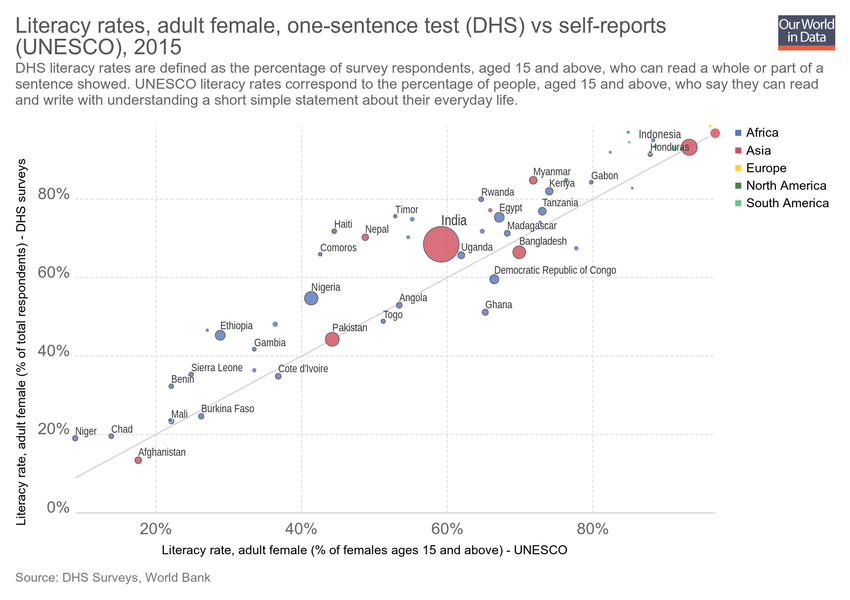 Literacy rates, adult female, one-sentence test (DHS) vs self-reports
(UNESCO), 2015
Our World
in Data
DHS literacy rates are defined as the percentage of survey respondents, aged 15 and above, who can read a whole or part of a
sentence showed. UNESCO literacy rates correspond to the percentage of people, aged 15 and above, who say they can read
and write with understanding a short simple statement about their everyday life.
Africa
Asia
Europe
North America
South America
Literacy rate, adult female (% of total respondents) - DHS surveys
80%
60%
40%
20%
0%
Indonesia
Honduras
Myanmar
Kenya
Gabon
Rwanda
Tanzania
Timor
Egypt
India
Haiti
Nepal
Madagascar
Comoros
Uganda
Bangladesh
Democratic Republic of Congo
Nigeria
Angola
Ghana
Togo
Ethiopia
Pakistan
Gambia
Sierra Leone
Cote d'Ivoire
Benin
Mali
Burkina Faso
Niger
Chad
Afghanistan
20%
40%
60%
80%
Literacy rate, adult female (% of females ages 15 and above) - UNESCO
Source: DHS Surveys, World Bank